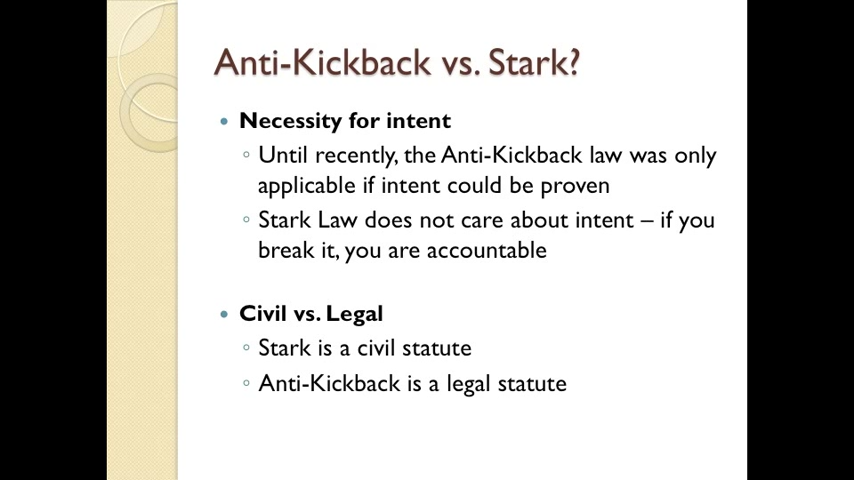 Anti-Kickback vs. Stark?
• Necessity for intent
◦ Until recently, the Anti-Kickback law was only
applicable if intent could be proven
◦ Stark Law does not care about intent – if you
break it, you are accountable
• Civil vs. Legal
◦ Stark is a civil statute
◦ Anti-Kickback is a legal statute